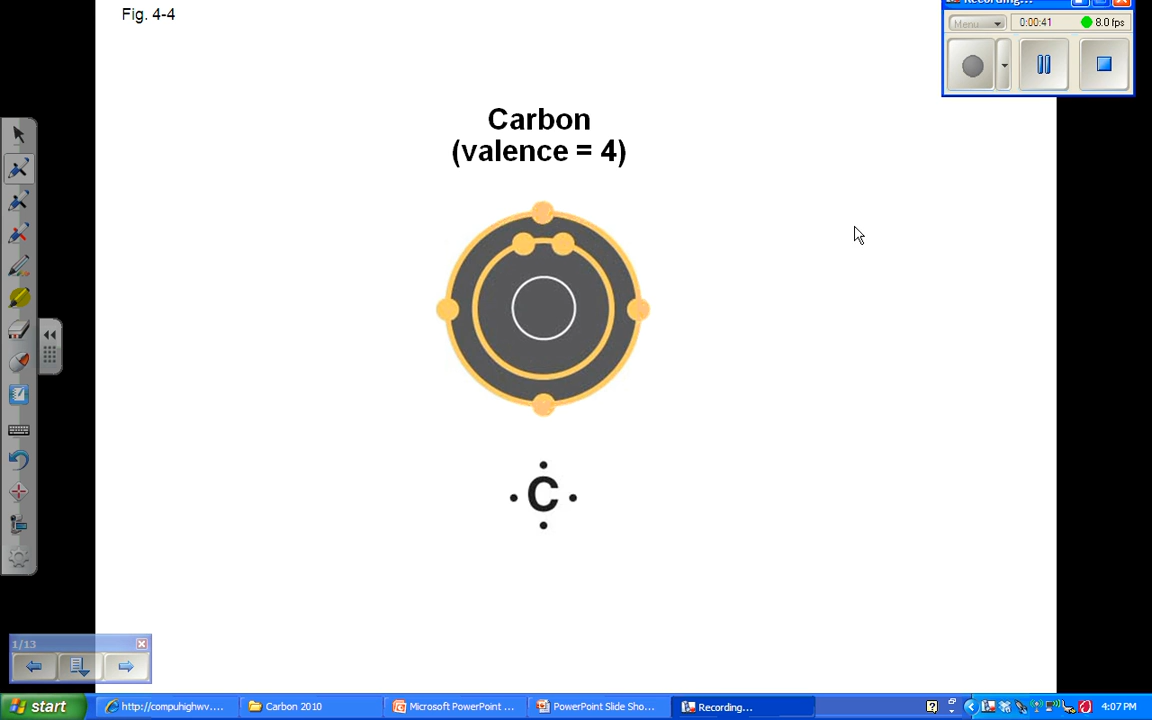 Fig. 4-4
Recording...
Menu
0:00:41
8.0 fps
Carbon
(valence = 4)
C
1/13
start
http://compuhighwv....
Carbon 2010
Microsoft PowerPoint ...
PowerPoint Slide Sho...
Recording...
4:07 PM